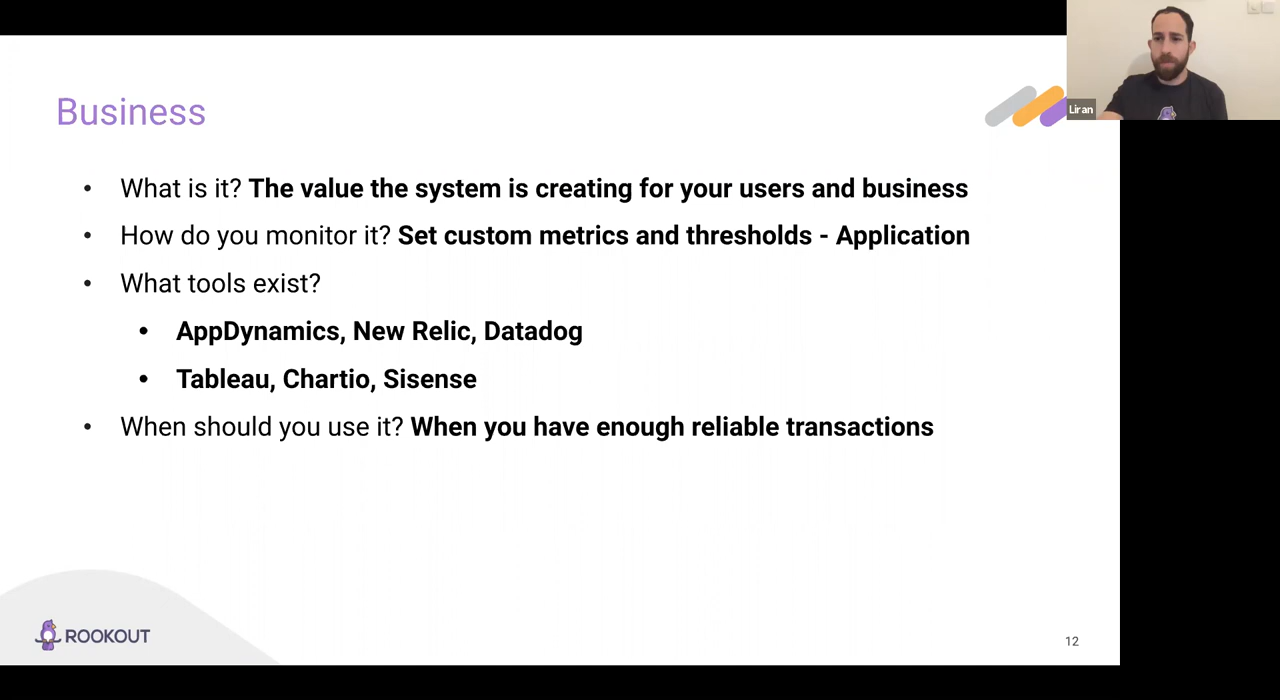 Business
Liran
• What is it? The value the system is creating for your users and business
• How do you monitor it? Set custom metrics and thresholds - Application
• What tools exist?
• AppDynamics, New Relic, Datadog
• Tableau, Chartio, Sisense
• When should you use it? When you have enough reliable transactions
ROOKOUT
12